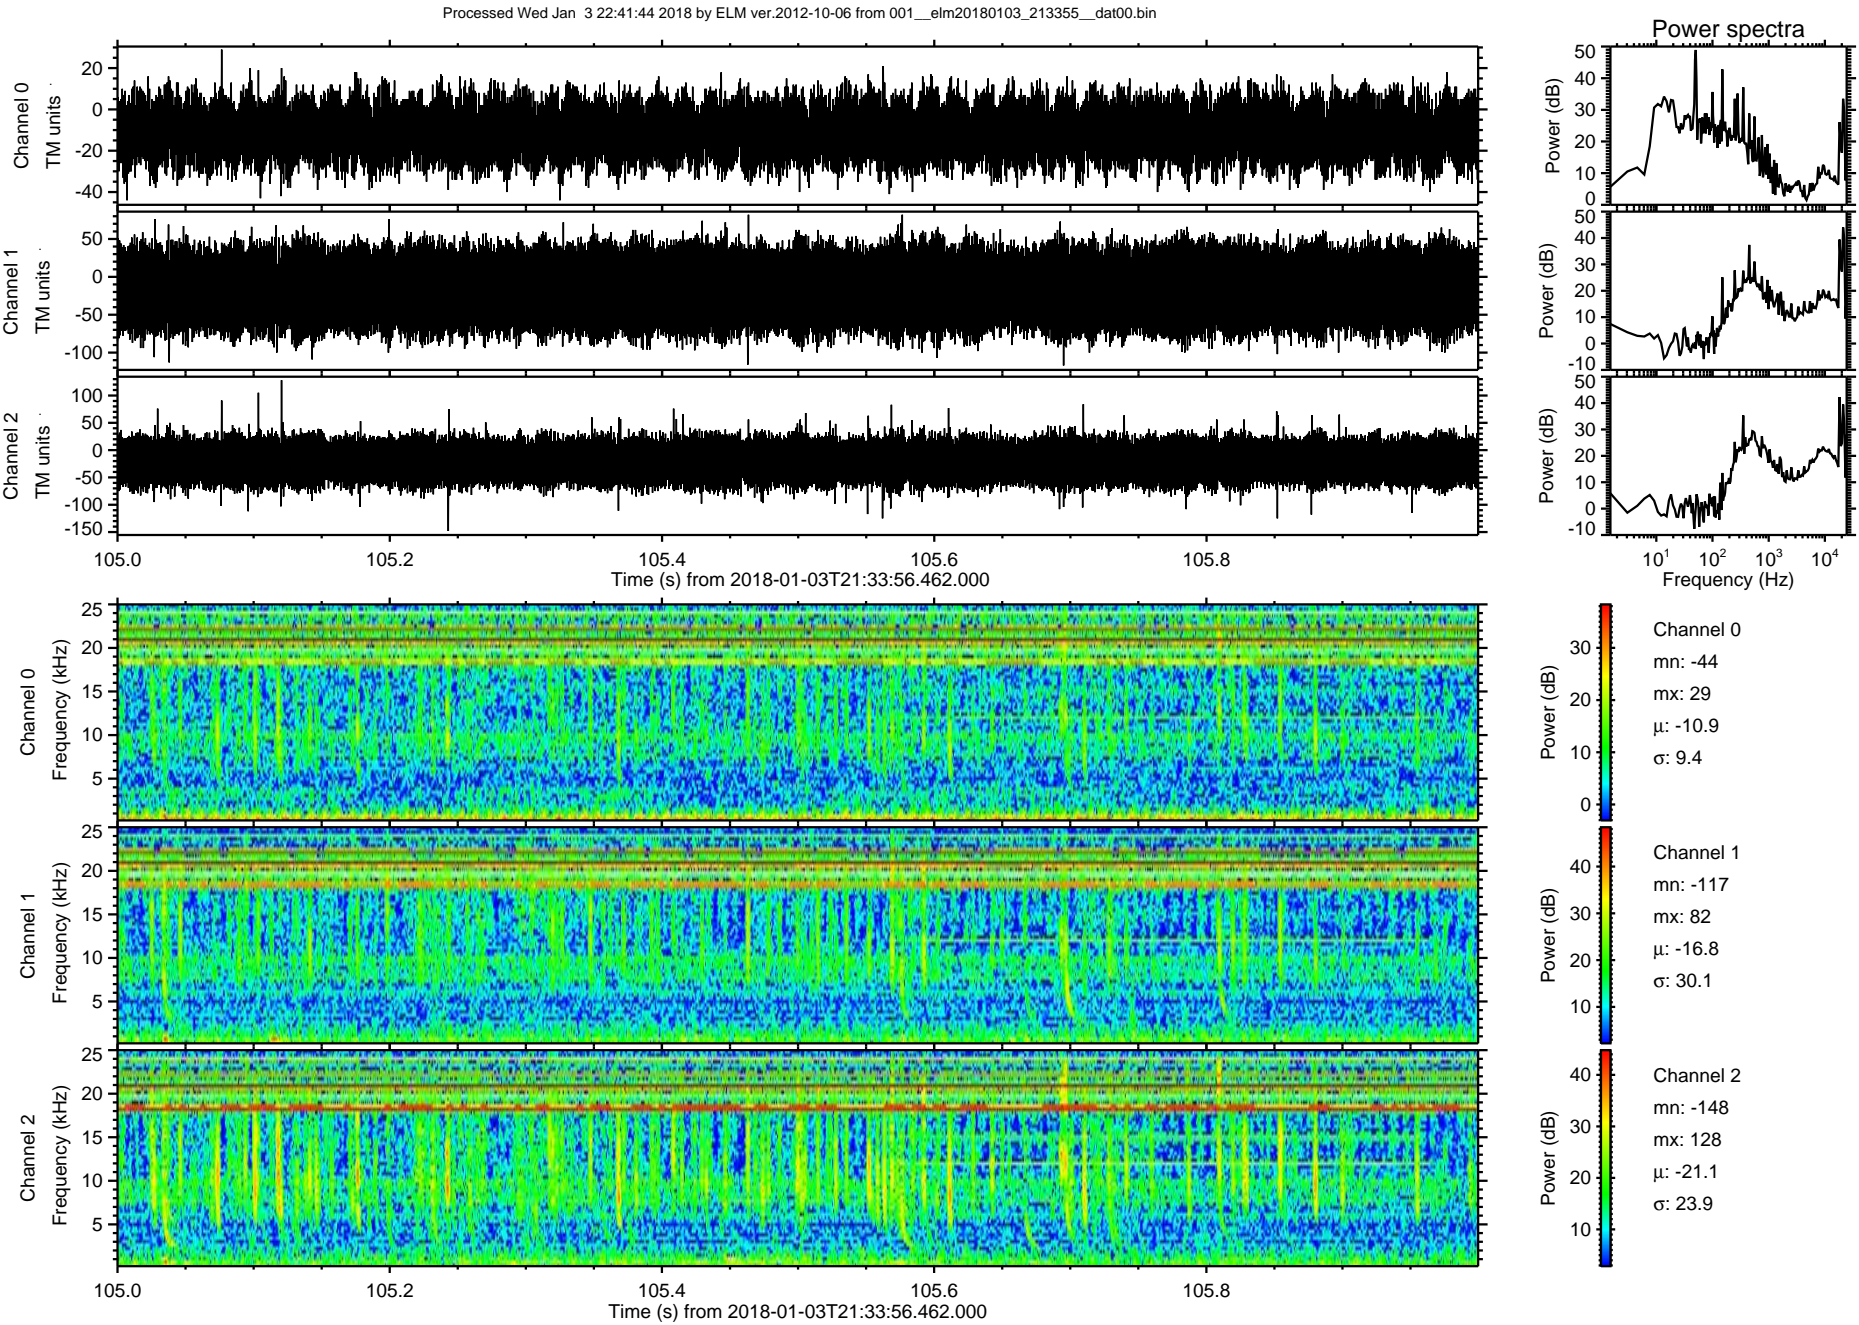 Processed Wed Jan 3 22:41:44 2018 by ELM ver.2012-10-06 from 001__elm20180103_213355__dat00.bin
Power spectra
Channel 0
TM units
20
0
-20
-40
Power (dB)
50
40
30
20
10
0
Channel 1
TM units
50
0
-50
-100
Power (dB)
50
40
30
20
10
0
-10
Channel 2
TM units
100
50
0
-50
-100
-150
Power (dB)
50
40
30
20
10
0
-10
105.0 105.2 105.4 105.6 105.8
Time (s) from 2018-01-03T21:33:56.462.000
10^1 10^2 10^3 10^4
Frequency (Hz)
Channel 0
Frequency (kHz)
25
20
15
10
5
Power (dB)
30
20
10
0
Channel 0
mn: -44
mx: 29
μ: -10.9
σ: 9.4
Channel 1
Frequency (kHz)
25
20
15
10
5
Power (dB)
40
30
20
10
Channel 1
mn: -117
mx: 82
μ: -16.8
σ: 30.1
Channel 2
Frequency (kHz)
25
20
15
10
5
Power (dB)
40
30
20
10
Channel 2
mn: -148
mx: 128
μ: -21.1
σ: 23.9
105.0 105.2 105.4 105.6 105.8
Time (s) from 2018-01-03T21:33:56.462.000